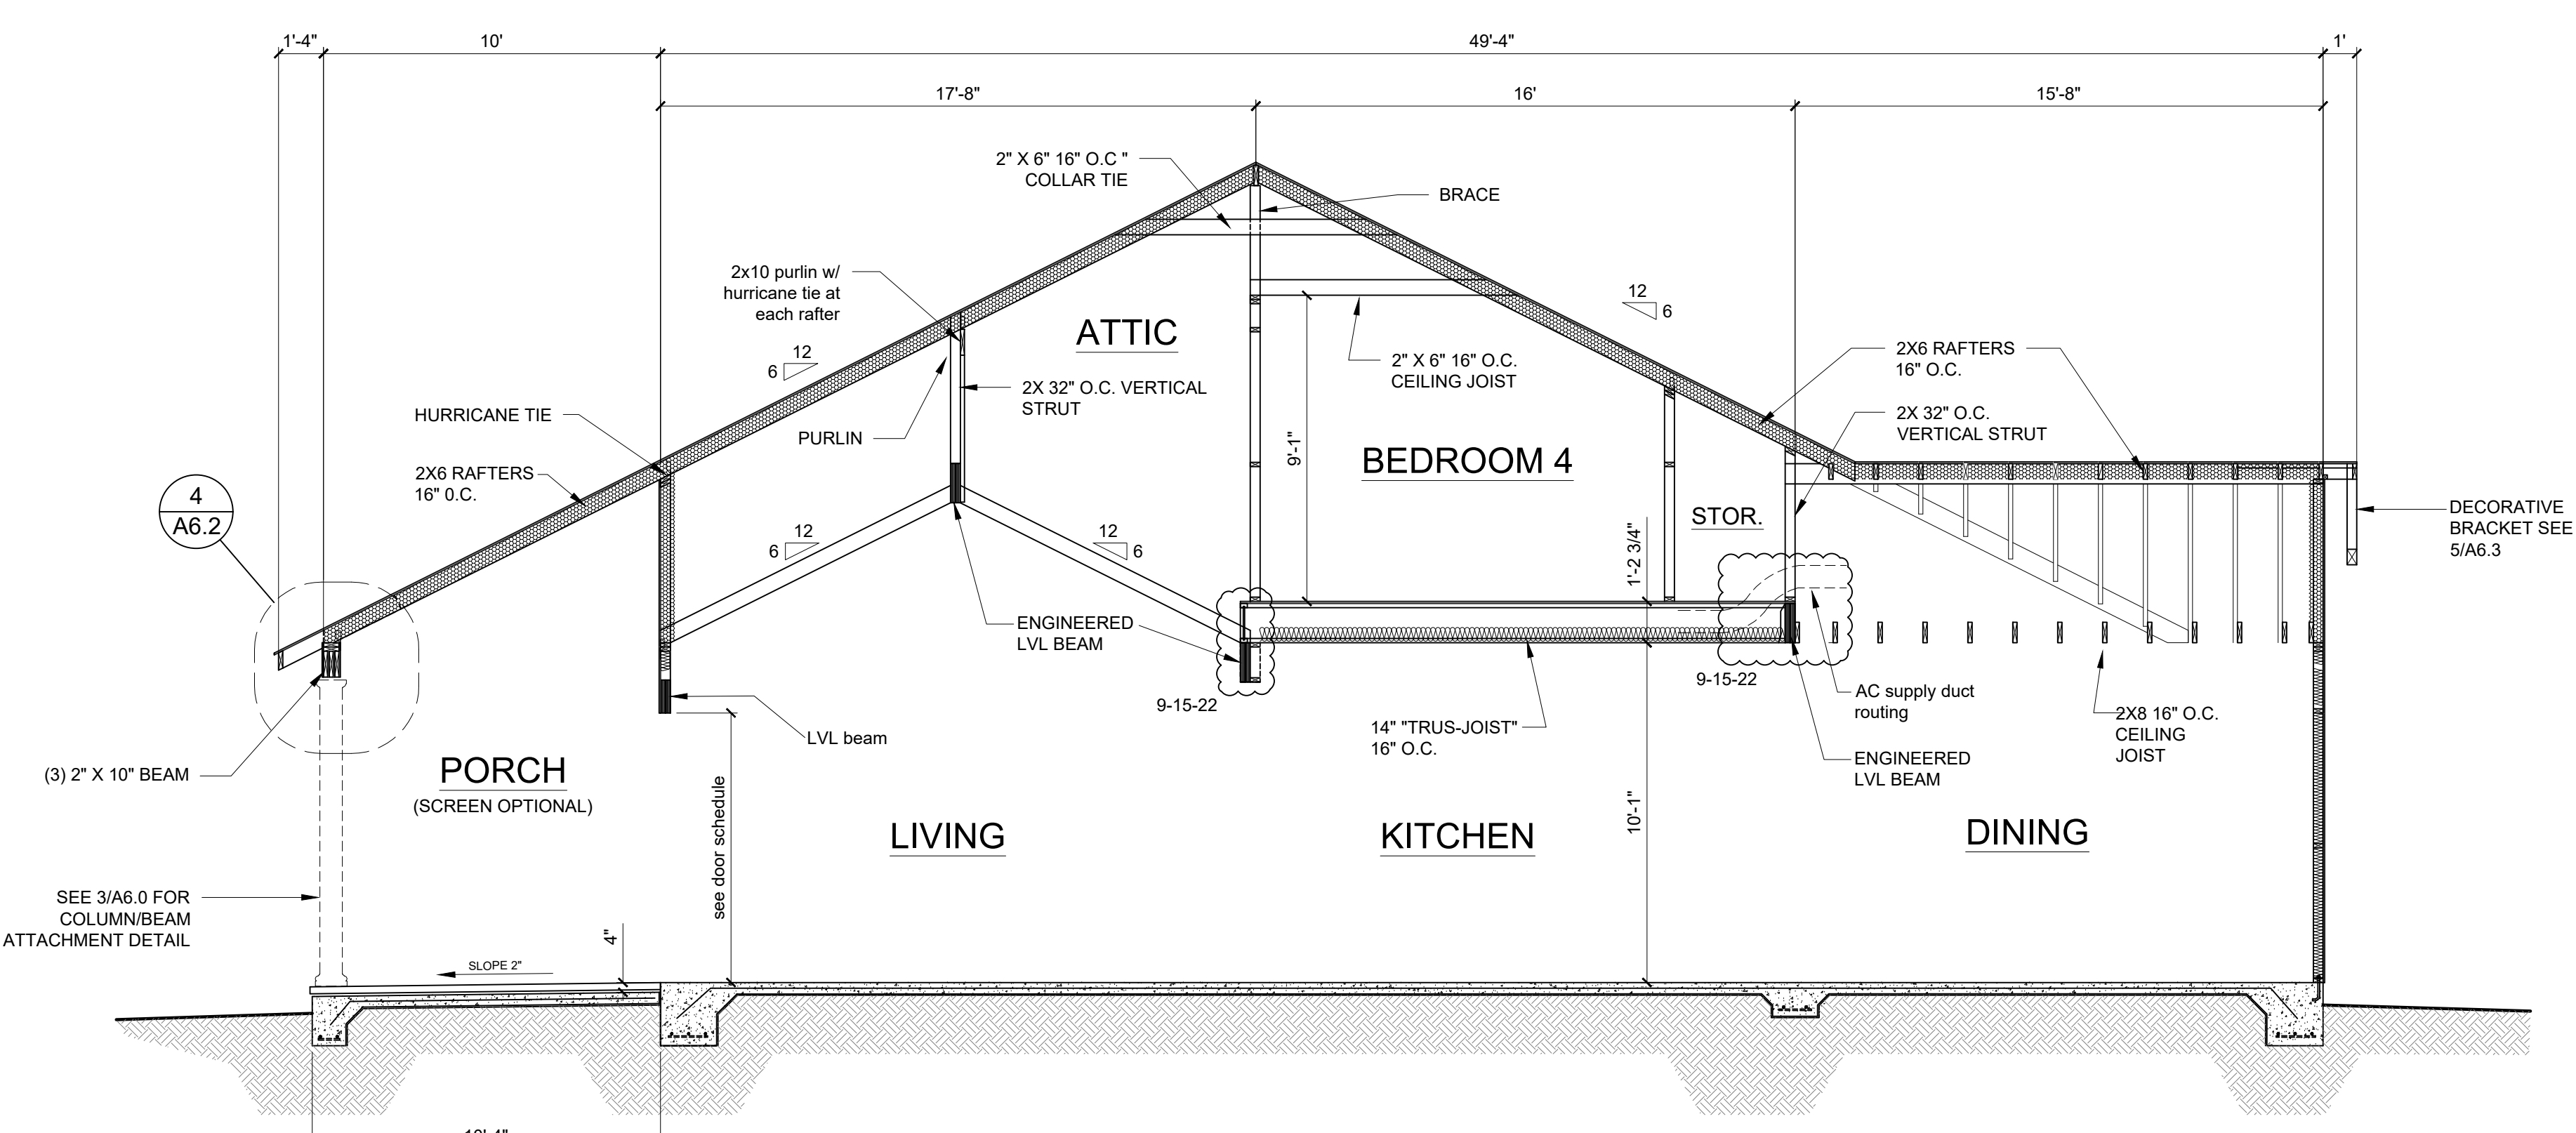 1'-4"
10'
49'-4"
1'
17'-8"
16'
15'-8"
2" X 6" 16" O.C "
COLLAR TIE
BRACE
2x10 purlin w/
hurricane tie at
each rafter
12
6
ATTIC
12
6
2" X 6" 16" O.C.
CEILING JOIST
2X6 RAFTERS
16" O.C.
2X 32" O.C. VERTICAL
STRUT
2X 32" O.C.
VERTICAL STRUT
HURRICANE TIE
PURLIN
9'-1"
BEDROOM 4
2X6 RAFTERS
16" 0.C.
4
A6.2
STOR.
DECORATIVE
BRACKET SEE
5/A6.3
12
6
12
6
1'-2 3/4"
ENGINEERED
LVL BEAM
9-15-22
9-15-22
AC supply duct
routing
2X8 16" O.C.
CEILING
JOIST
14" "TRUS-JOIST"
16" O.C.
LVL beam
ENGINEERED
LVL BEAM
(3) 2" X 10" BEAM
PORCH
(SCREEN OPTIONAL)
see door schedule
10'-1"
LIVING
KITCHEN
DINING
SEE 3/A6.0 FOR
COLUMN/BEAM
ATTACHMENT DETAIL
4"
SLOPE 2"